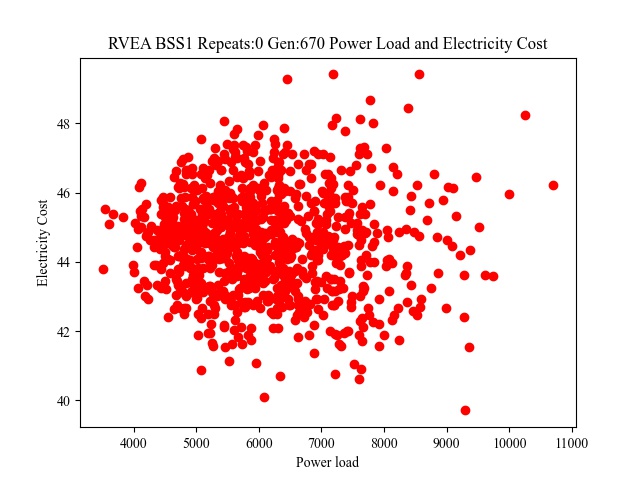 RVEA BSS1 Repeats:0 Gen:670 Power Load and Electricity Cost
Electricity Cost
48
46
44
42
40
4000 5000 6000 7000 8000 9000 10000 11000
Power load